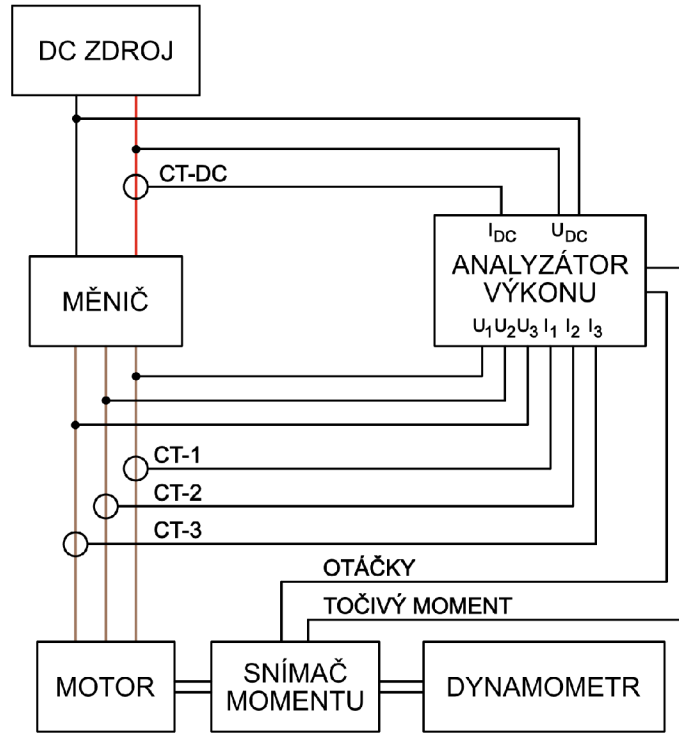 DC ZDROJ
CT-DC
I_DC U_DC
ANALYZÁTOR
VÝKONU
MĚNIČ
U₁ U₂ U₃ I₁ I₂ I₃
CT-1
CT-2
CT-3
OTÁČKY
TOČIVÝ MOMENT
MOTOR
SNÍMAČ
MOMENTU
DYNAMOMETR